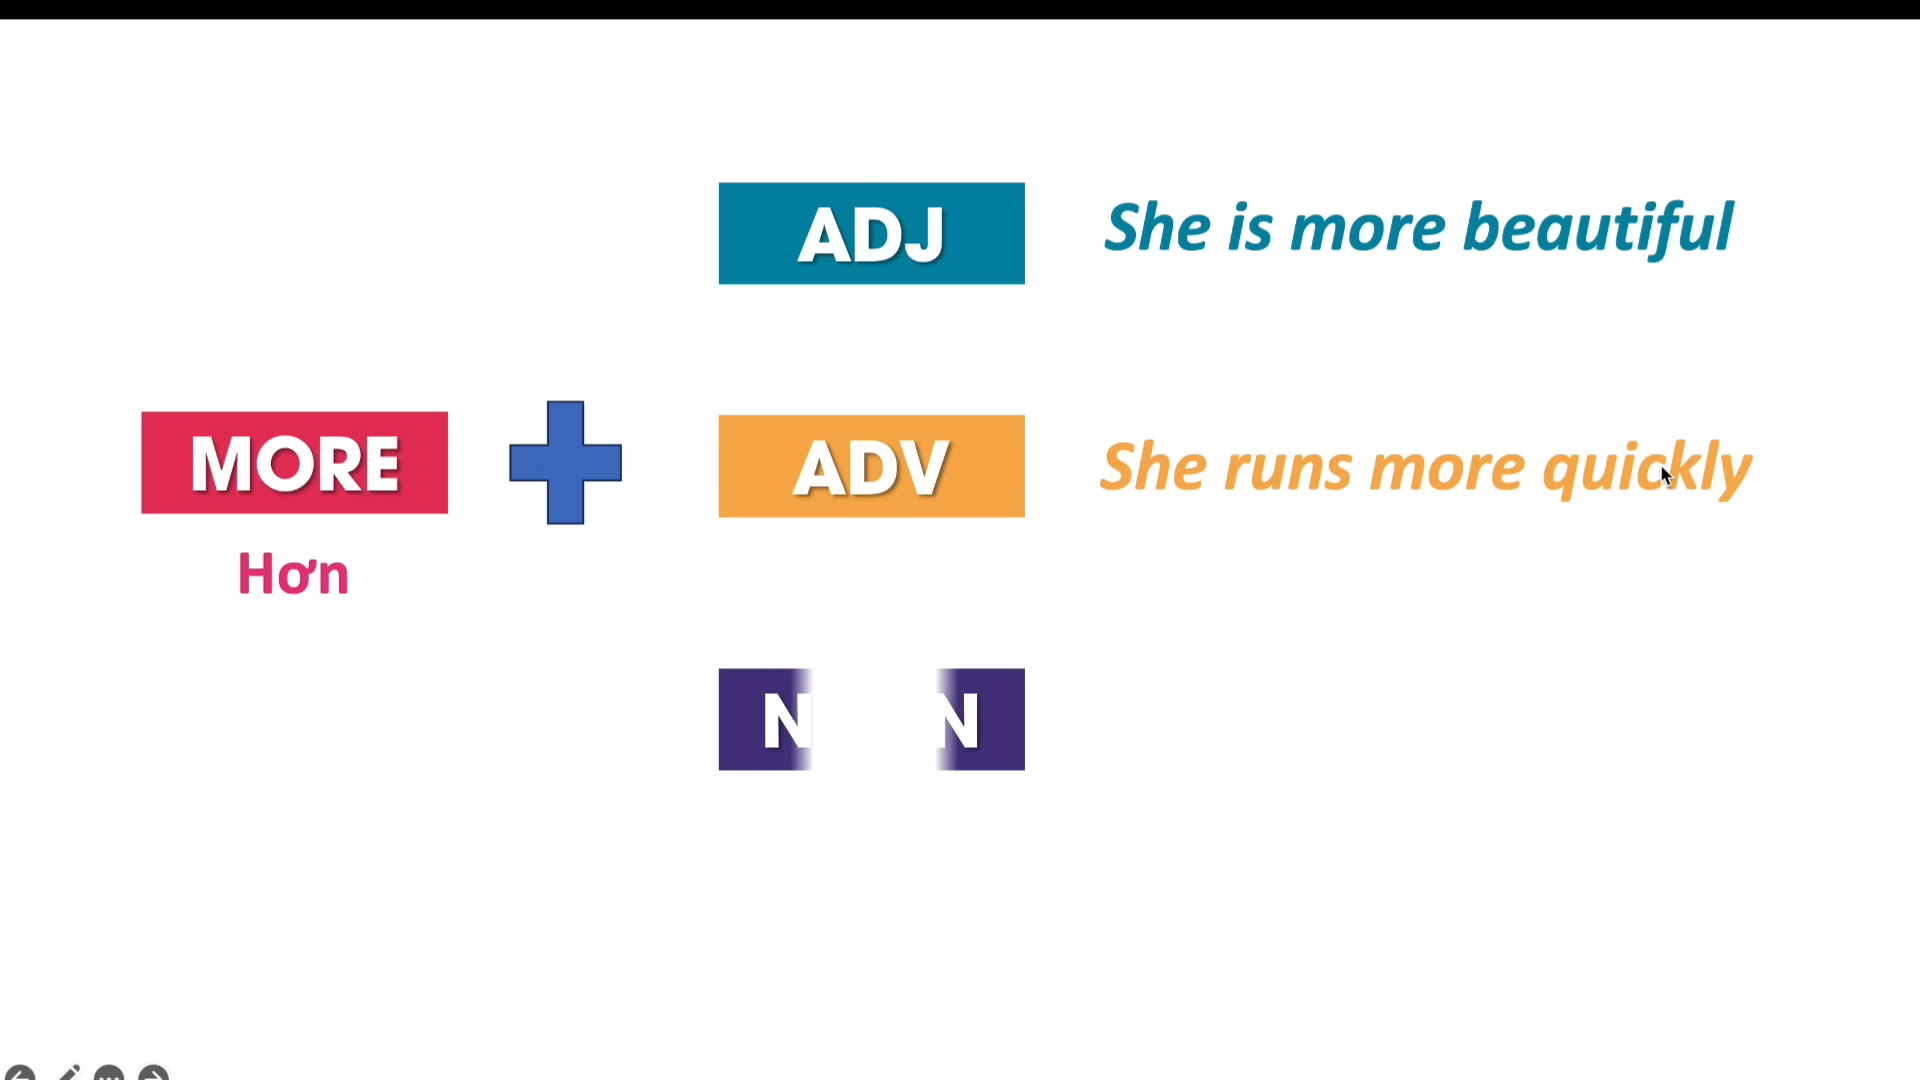 ADJ
She is more beautiful
MORE
ADV
She runs more quickly
Hơn